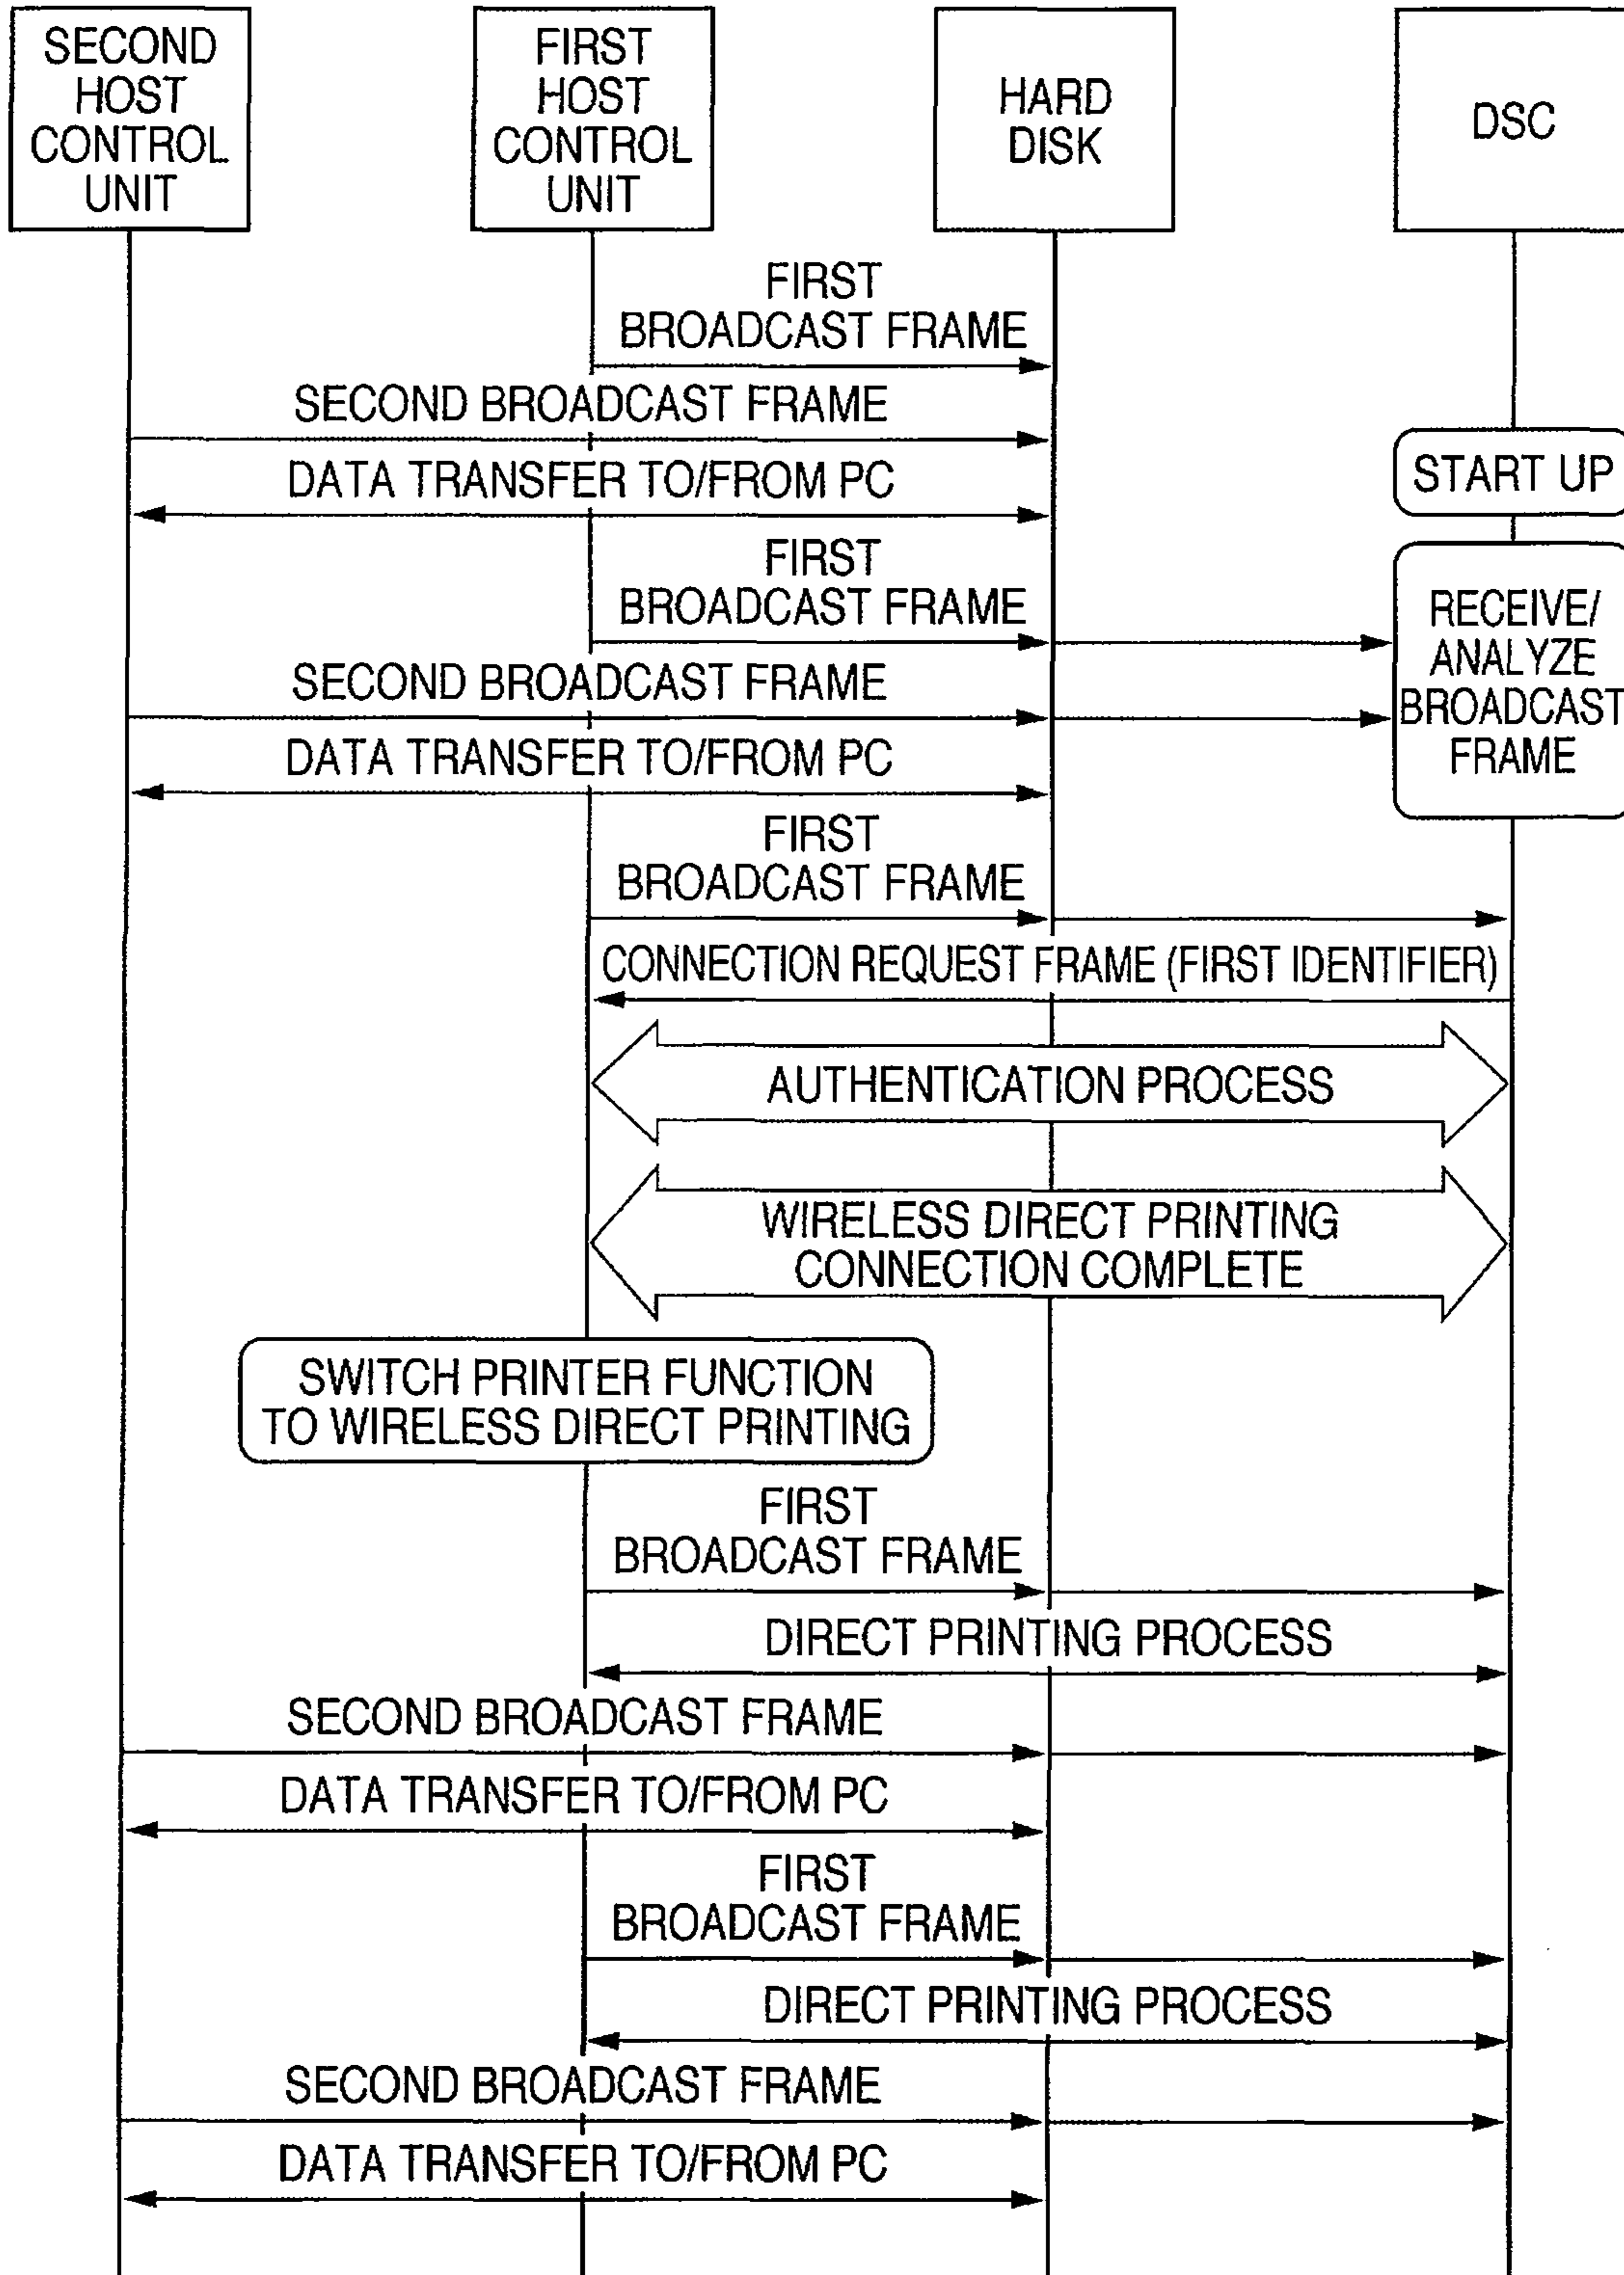 SECOND
HOST
CONTROL
UNIT
FIRST
HOST
CONTROL
UNIT
HARD
DISK
DSC
FIRST
BROADCAST FRAME
SECOND BROADCAST FRAME
START UP
DATA TRANSFER TO/FROM PC
FIRST
BROADCAST FRAME
RECEIVE/
ANALYZE
BROADCAST
FRAME
SECOND BROADCAST FRAME
DATA TRANSFER TO/FROM PC
FIRST
BROADCAST FRAME
CONNECTION REQUEST FRAME (FIRST IDENTIFIER)
AUTHENTICATION PROCESS
WIRELESS DIRECT PRINTING
CONNECTION COMPLETE
SWITCH PRINTER FUNCTION
TO WIRELESS DIRECT PRINTING
FIRST
BROADCAST FRAME
DIRECT PRINTING PROCESS
SECOND BROADCAST FRAME
DATA TRANSFER TO/FROM PC
FIRST
BROADCAST FRAME
DIRECT PRINTING PROCESS
SECOND BROADCAST FRAME
DATA TRANSFER TO/FROM PC